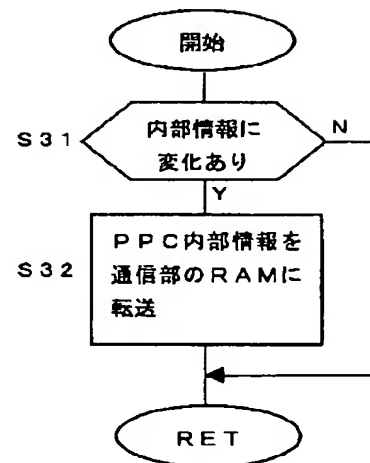 開始
S31
内部情報に
変化あり
N
Y
S32
PPC内部情報を
通信部のRAMに
転送
RET